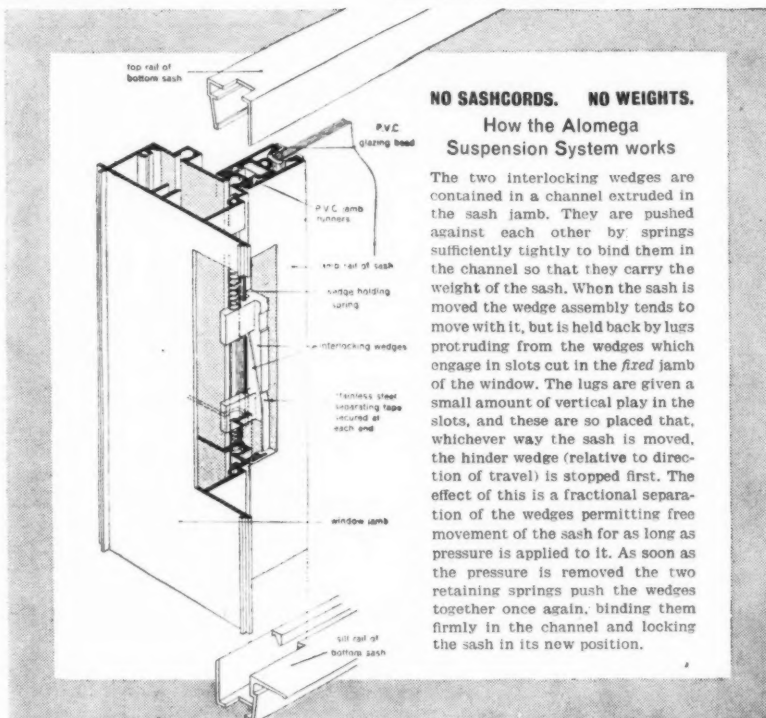 top rail of
bottom sash
P.V.C.
glazing bead
P.V.C. jamb
runners
rail of sash
holding
spring
interlocking wedges
stainless steel
separating tape
secured at
each end
window jamb
sill rail of
bottom sash
NO SASHCORDS. NO WEIGHTS.
How the Alomega
Suspension System works
The two interlocking wedges are
contained in a channel extruded in
the sash jamb. They are pushed
against each other by springs
sufficiently tightly to bind them in
the channel so that they carry the
weight of the sash. When the sash is
moved the wedge assembly tends to
move with it, but is held back by lugs
protruding from the wedges which
engage in slots cut in the fixed jamb
of the window. The lugs are given a
small amount of vertical play in the
slots, and these are so placed that,
whichever way the sash is moved,
the hinder wedge (relative to direc-
tion of travel) is stopped first. The
effect of this is a fractional separa-
tion of the wedges permitting free
movement of the sash for as long as
pressure is applied to it. As soon as
the pressure is removed the two
retaining springs push the wedges
together once again, binding them
firmly in the channel and locking
the sash in its new position.